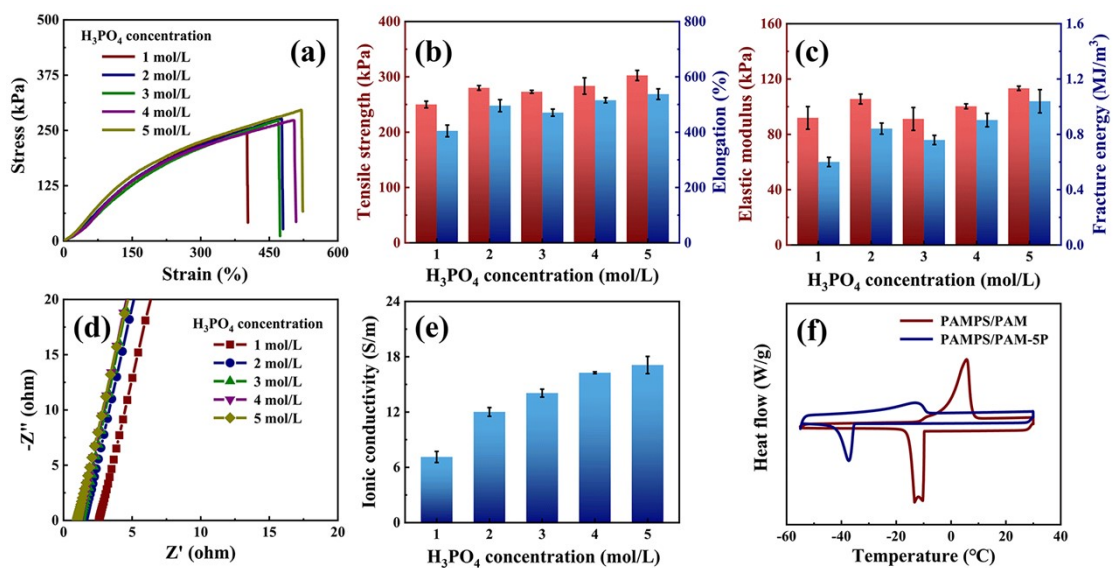 (a)
H₃PO₄ concentration
1 mol/L
2 mol/L
3 mol/L
4 mol/L
5 mol/L
Stress (kPa)
500
375
250
125
0
0 150 300 450 600
Strain (%)
(b)
Tensile strength (kPa)
400
300
200
100
0
Elongation (%)
800
600
400
200
0
1 2 3 4 5
H₃PO₄ concentration (mol/L)
(c)
Elastic modulus (kPa)
160
120
80
40
0
Fracture energy (MJ/m³)
1.6
1.2
0.8
0.4
0.0
1 2 3 4 5
H₃PO₄ concentration (mol/L)
(d)
H₃PO₄ concentration
1 mol/L
2 mol/L
3 mol/L
4 mol/L
5 mol/L
-Z'' (ohm)
20
15
10
5
0
0 5 10 15 20
Z' (ohm)
(e)
Ionic conductivity (S/m)
24
18
12
6
0
1 2 3 4 5
H₃PO₄ concentration (mol/L)
(f)
PAMPS/PAM
PAMPS/PAM-5P
Heat flow (W/g)
-60 -30 0 30 60
Temperature (°C)